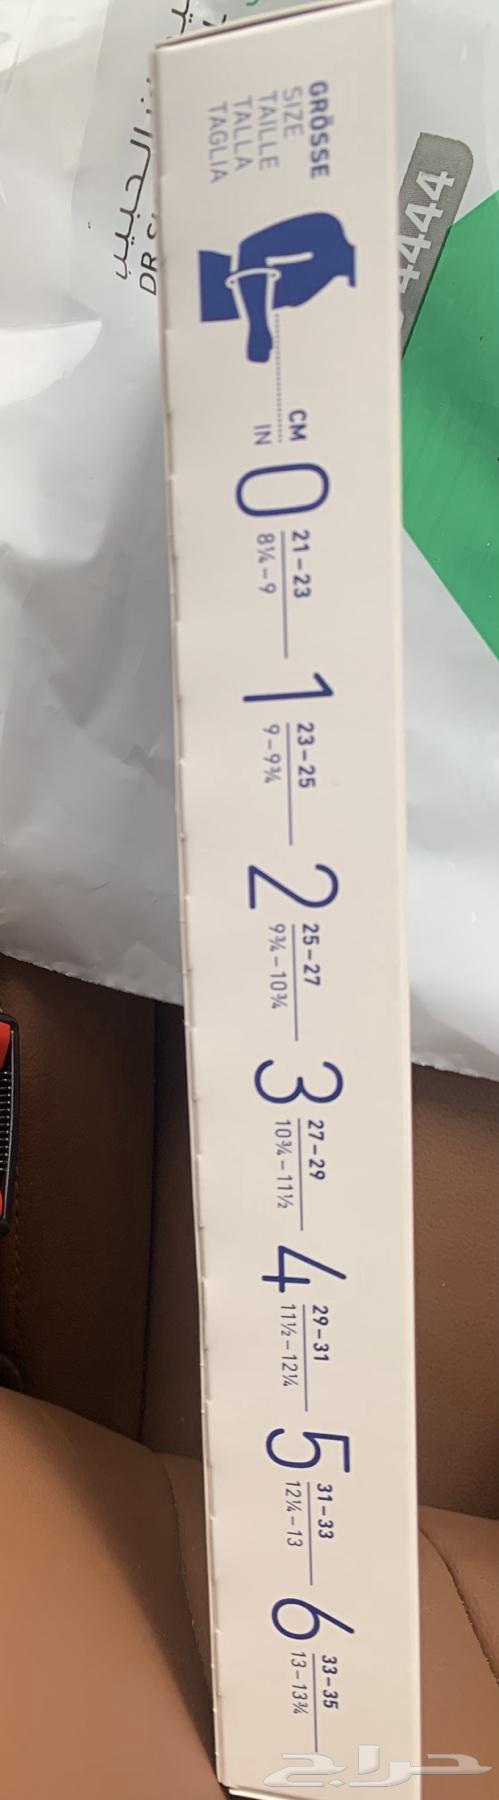 GRÖSSE
SIZE
TAILLE
TALLA
TAGLIA
CM
IN
0
21–23
8¼–9
1
23–25
9–9¾
2
25–27
9¾–10¾
3
27–29
10¾–11½
4
29–31
11½–12¼
5
31–33
12¼–13
6
33–35
13–13¾
4444
DR
حراج